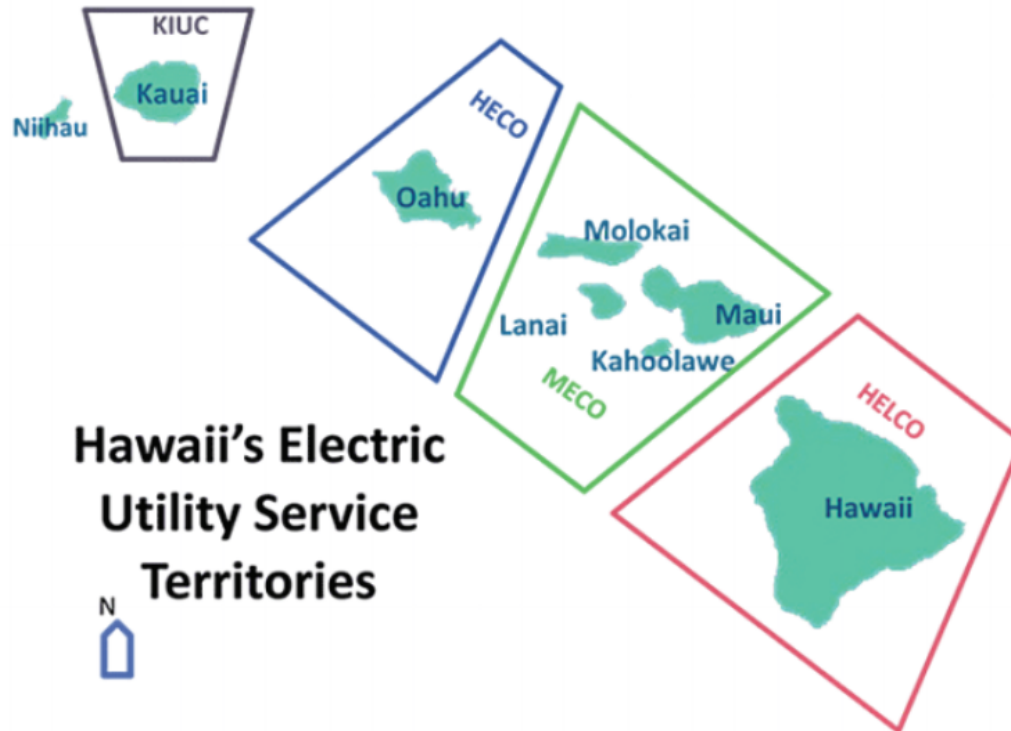 KIUC
Kauai
Niihau
HECO
Oahu
Molokai
Lanai
Maui
Kahoolawe
MECO
HELCO
Hawaii
Hawaii's Electric
Utility Service
Territories
N